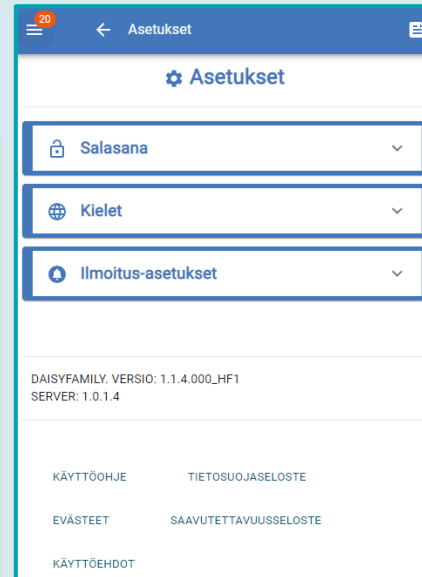 20
Asetukset
Asetukset
Salasana
Kielet
Ilmoitus-asetukset
DAISYFAMILY. VERSIO: 1.1.4.000_HF1
SERVER: 1.0.1.4
KÄYTTÖOHJE TIETOSUOJASELOSTE
EVÄSTEET SAAVUTETTAVUUSSELOSTE
KÄYTTÖEHDOT